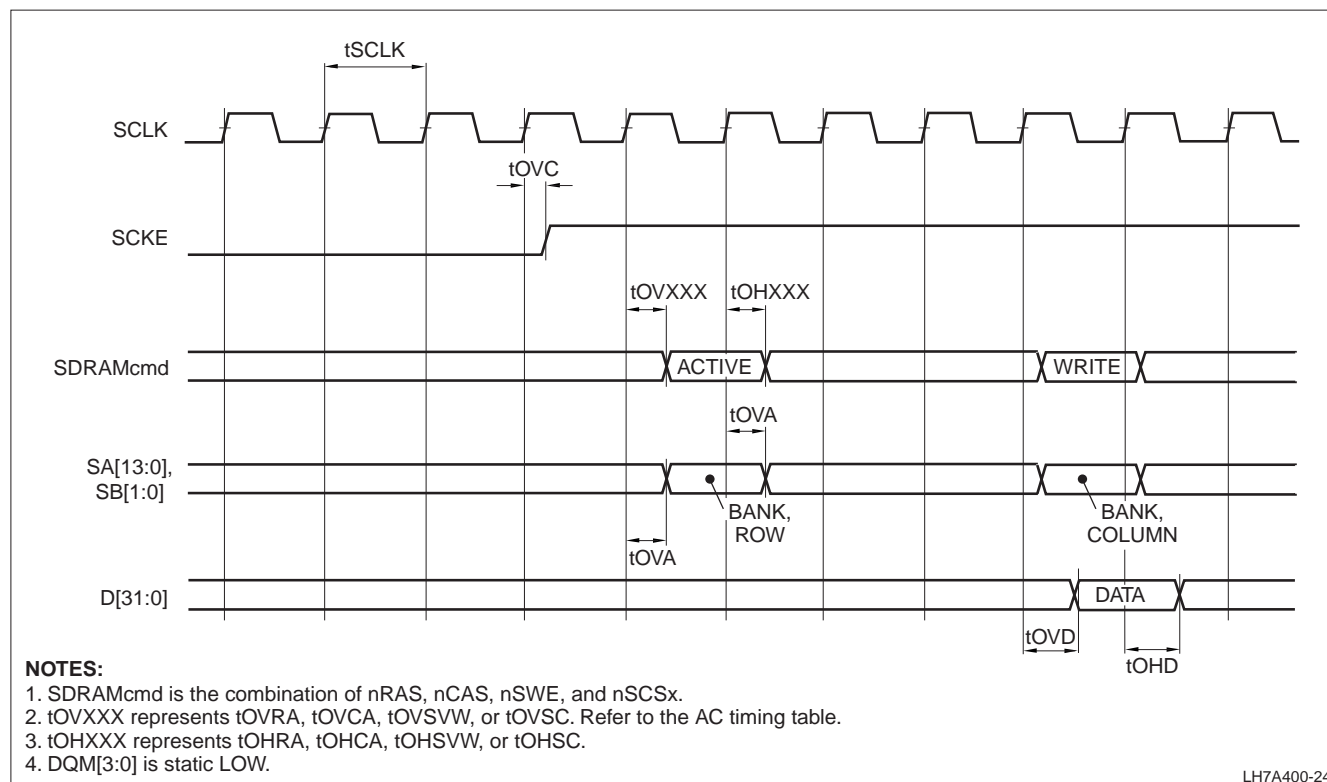 tSCLK
SCLK
tOVC
SCKE
tOVXXX
tOHXXX
SDRAMcmd
ACTIVE
WRITE
tOVA
SA[13:0],
SB[1:0]
BANK,
ROW
BANK,
COLUMN
tOVA
D[31:0]
DATA
tOVD
tOHD
NOTES:
1. SDRAMcmd is the combination of nRAS, nCAS, nSWE, and nSCSx.
2. tOVXXX represents tOVRA, tOVCA, tOVSVW, or tOVSC. Refer to the AC timing table.
3. tOHXXX represents tOHRA, tOHCA, tOHSVW, or tOHSC.
4. DQM[3:0] is static LOW.
LH7A400-24